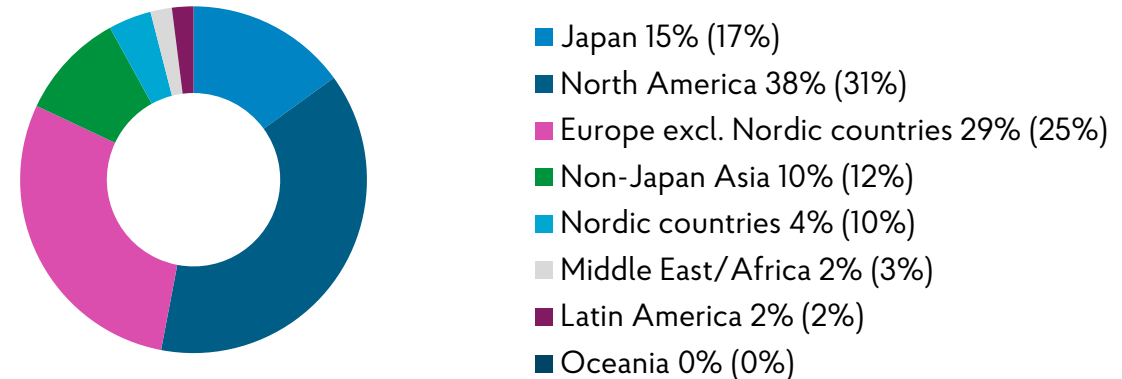 Japan 15% (17%)
North America 38% (31%)
Europe excl. Nordic countries 29% (25%)
Non-Japan Asia 10% (12%)
Nordic countries 4% (10%)
Middle East/Africa 2% (3%)
Latin America 2% (2%)
Oceania 0% (0%)